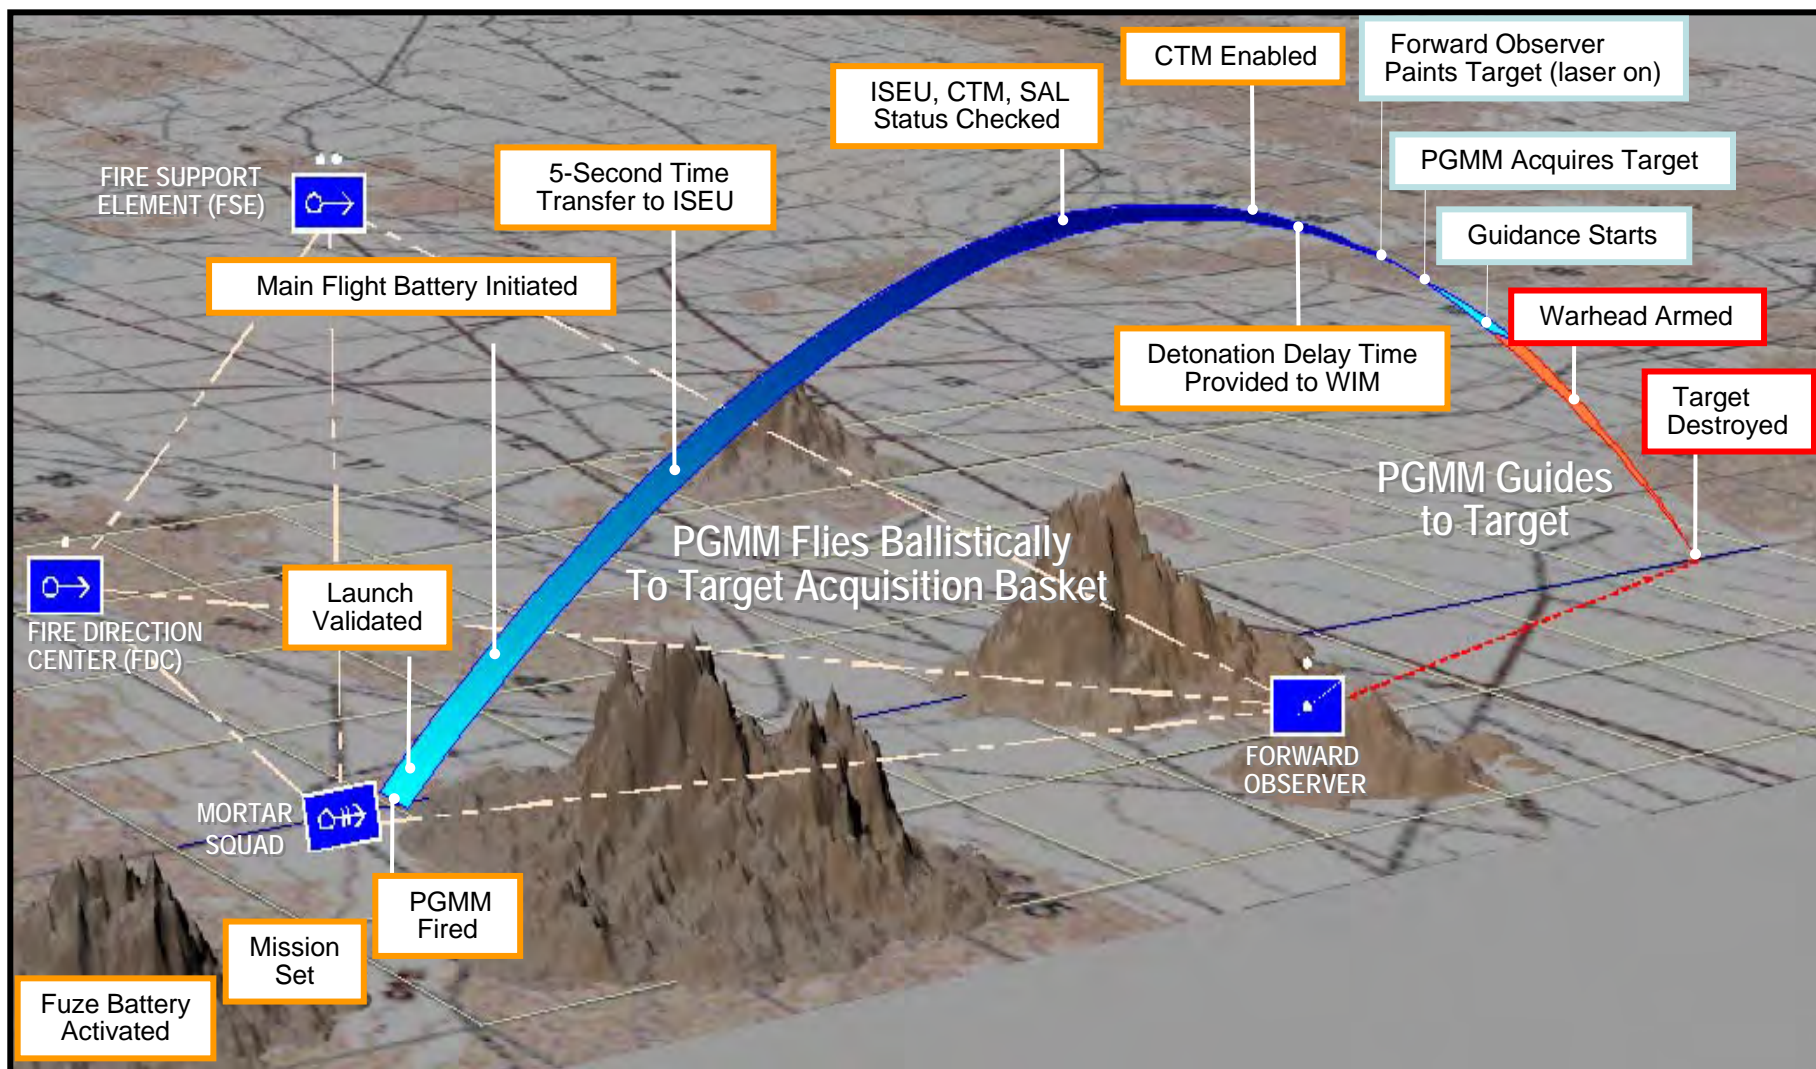 CTM Enabled
Forward Observer
Paints Target (laser on)
ISEU, CTM, SAL
Status Checked
PGMM Acquires Target
FIRE SUPPORT
ELEMENT (FSE)
5-Second Time
Transfer to ISEU
Guidance Starts
Main Flight Battery Initiated
Warhead Armed
Detonation Delay Time
Provided to WIM
Target
Destroyed
PGMM Guides
to Target
PGMM Flies Ballistically
To Target Acquisition Basket
Launch
Validated
FIRE DIRECTION
CENTER (FDC)
FORWARD
OBSERVER
MORTAR
SQUAD
PGMM
Fired
Mission
Set
Fuze Battery
Activated